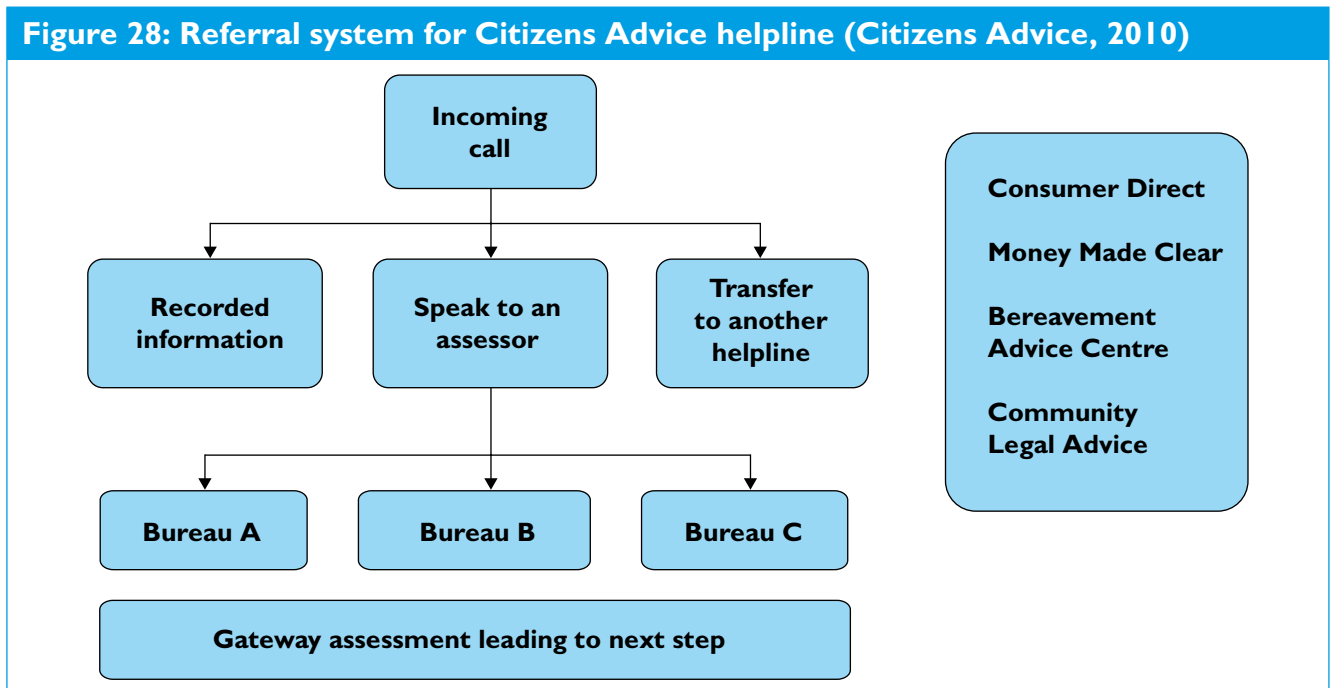 Figure 28: Referral system for Citizens Advice helpline (Citizens Advice, 2010)
Incoming
call
Recorded
information
Speak to an
assessor
Transfer
to another
helpline
Bureau A
Bureau B
Bureau C
Gateway assessment leading to next step
Consumer Direct
Money Made Clear
Bereavement
Advice Centre
Community
Legal Advice